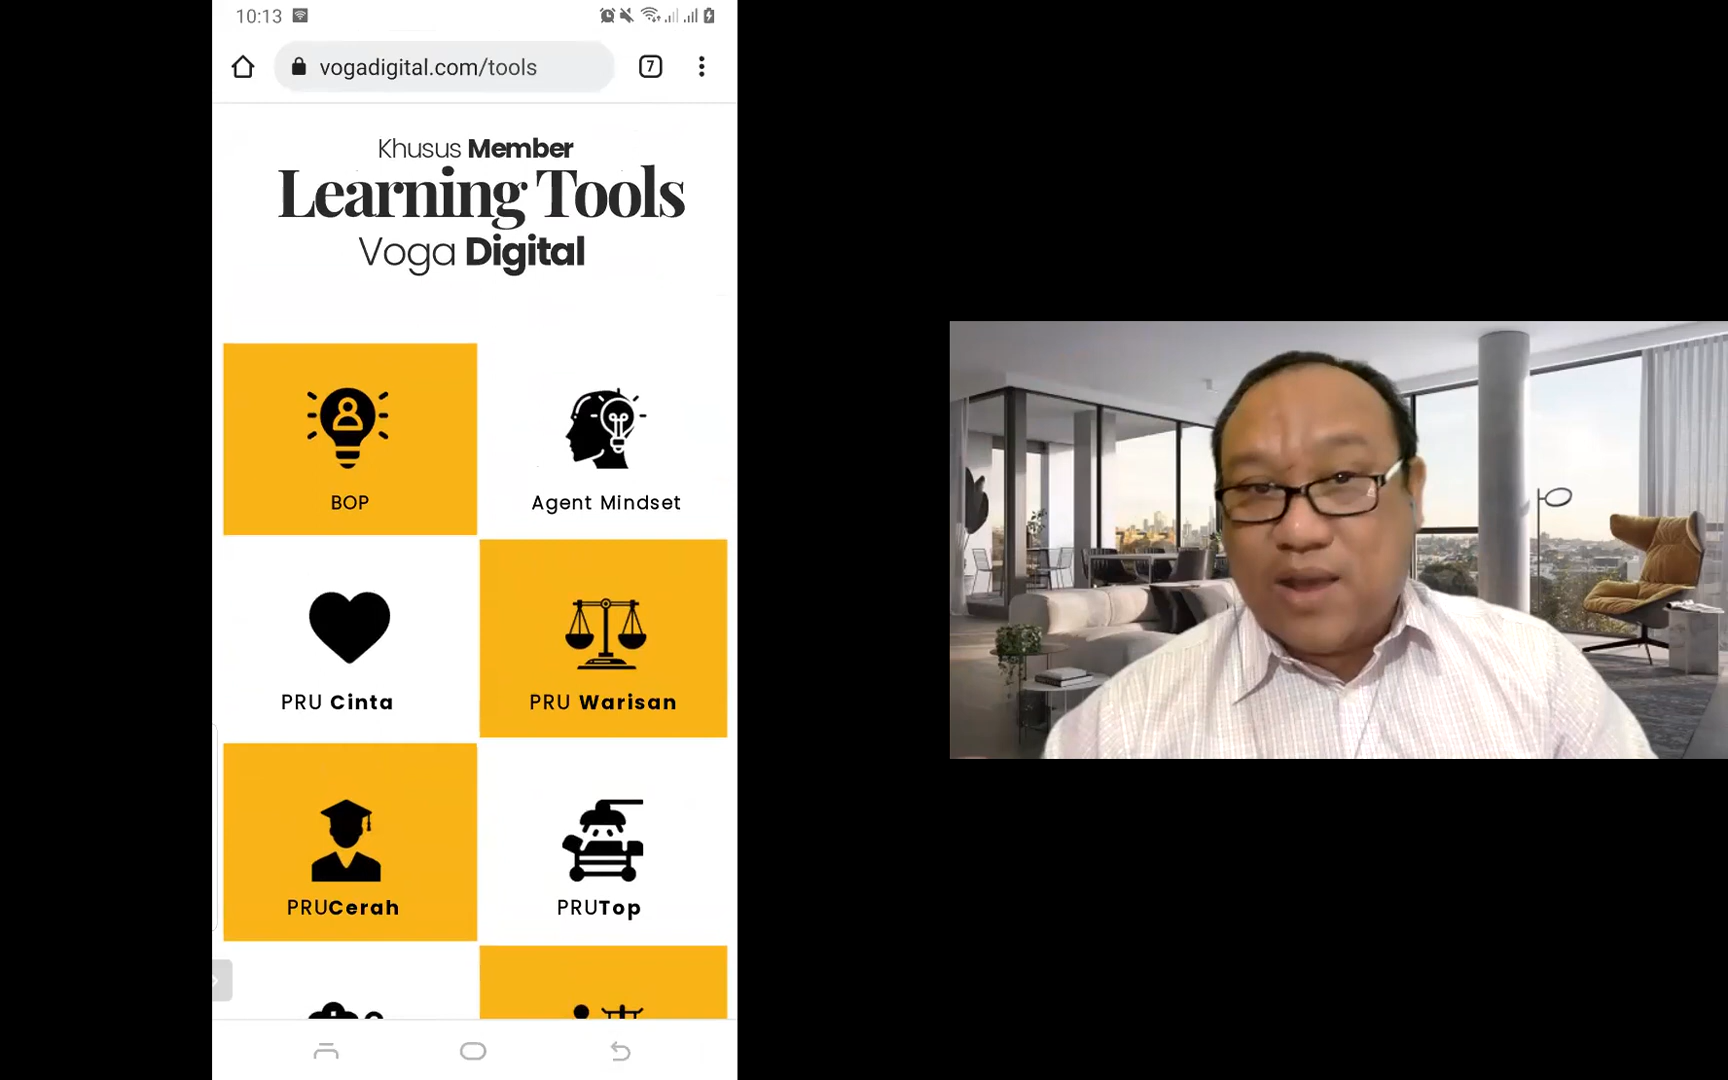 10:13
vogadigital.com/tools
7
Khusus Member
Learning Tools
Voga Digital
BOP
Agent Mindset
PRU Cinta
PRU Warisan
PRUCerah
PRUTop